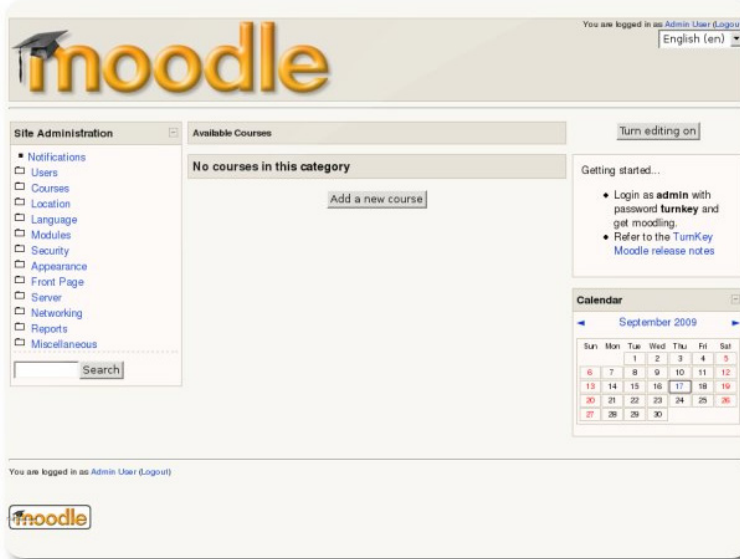 moodle
You are logged in as Admin User (Logou
English (en)
Site Administration
Notifications
Users
Courses
Location
Language
Modules
Security
Appearance
Front Page
Server
Networking
Reports
Miscellaneous
Search
Available Courses
No courses in this category
Add a new course
Turn editing on
Getting started...
Login as admin with
password turnkey and
get moodling.
Refer to the TurnKey
Moodle release notes
Calendar
September 2009
Sun Mon Tue Wed Thu Fri Sat
1 2 3 4 5
6 7 8 9 10 11 12
13 14 15 16 17 18 19
20 21 22 23 24 25 26
27 28 29 30
You are logged in as Admin User (Logout)
moodle